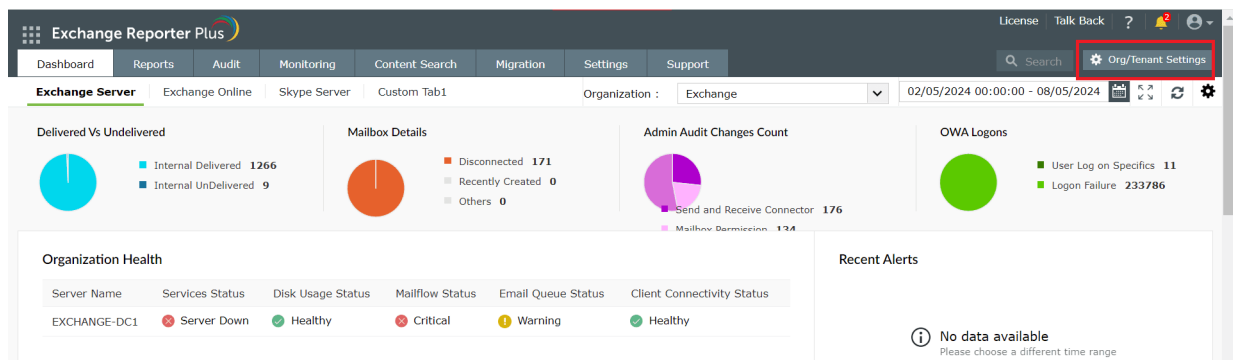 License Talk Back ? 2
Exchange Reporter Plus
Dashboard Reports Audit Monitoring Content Search Migration Settings Support Search Org/Tenant Settings
Exchange Server Exchange Online Skype Server Custom Tab1 Organization : Exchange 02/05/2024 00:00:00 - 08/05/2024
Delivered Vs Undelivered
Internal Delivered 1266
Internal UnDelivered 9
Mailbox Details
Disconnected 171
Recently Created 0
Others 0
Admin Audit Changes Count
Send and Receive Connector 176
Mailbox Permission 134
OWA Logons
User Log on Specifics 11
Logon Failure 233786
Organization Health
Server Name Services Status Disk Usage Status Mailflow Status Email Queue Status Client Connectivity Status
EXCHANGE-DC1 Server Down Healthy Critical Warning Healthy
Recent Alerts
No data available
Please choose a different time range